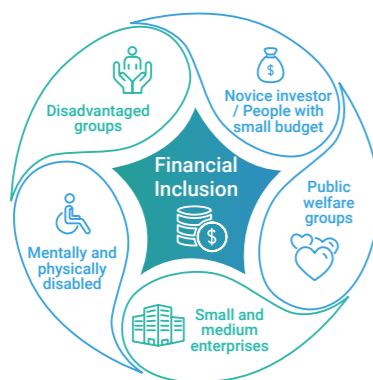 Disadvantaged
groups
Novice investor
/ People with
small budget
Financial
Inclusion
$
$
Public
welfare
groups
Mentally and
physically
disabled
Small and
medium
enterprises